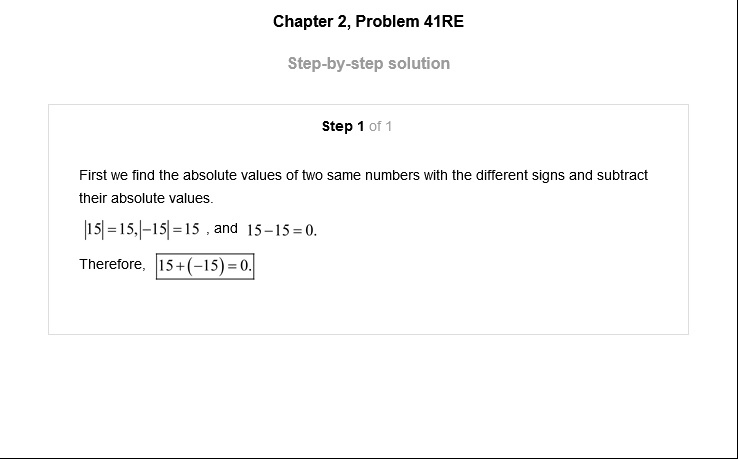 Chapter 2, Problem 41RE
Step-by-step solution
Step 1 of 1
First we find the absolute values of two same numbers with the different signs and subtract
their absolute values.
|15|=15,|−15|=15 , and 15−15=0.
Therefore, 15+(−15)=0.